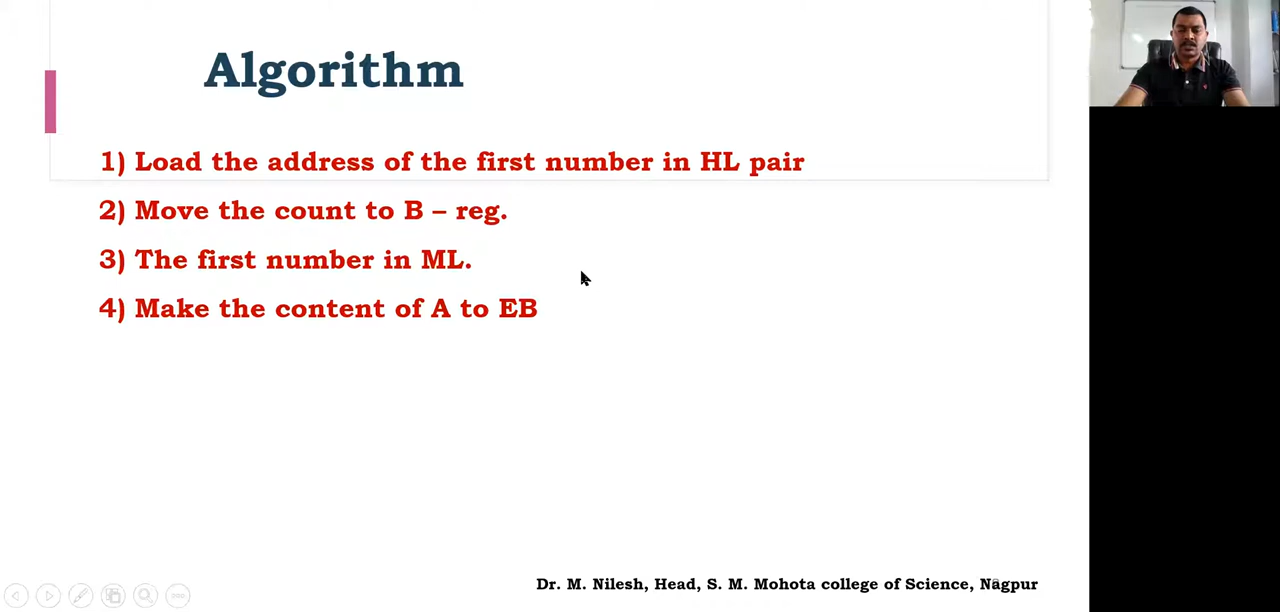 Algorithm
1) Load the address of the first number in HL pair
2) Move the count to B – reg.
3) The first number in ML.
4) Make the content of A to EB
Dr. M. Nilesh, Head, S. M. Mohota college of Science, Nagpur